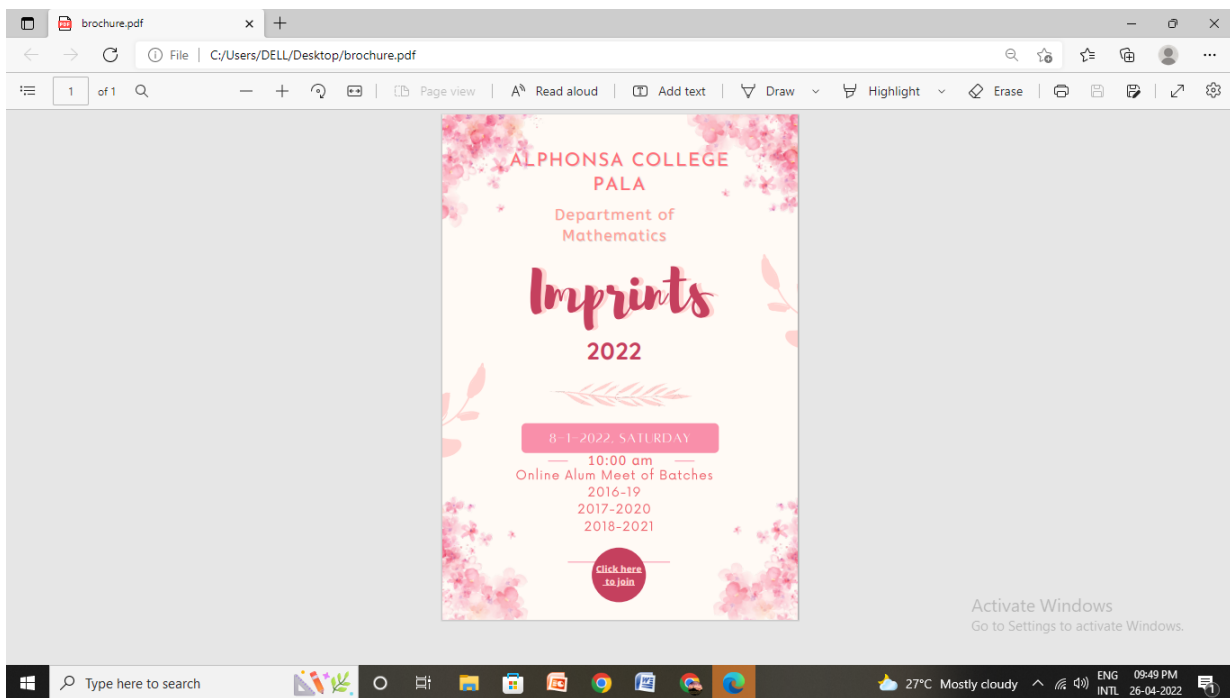 brochure.pdf
File C:/Users/DELL/Desktop/brochure.pdf
1 of 1 Page view Read aloud Add text Draw Highlight Erase
ALPHONSA COLLEGE
PALA
Department of
Mathematics
Imprints
2022
8-1-2022, SATURDAY
10:00 am
Online Alum Meet of Batches
2016-19
2017-2020
2018-2021
Click here
to join
Activate Windows
Go to Settings to activate Windows.
Type here to search
27°C Mostly cloudy
ENG 09:49 PM
INTL 26-04-2022